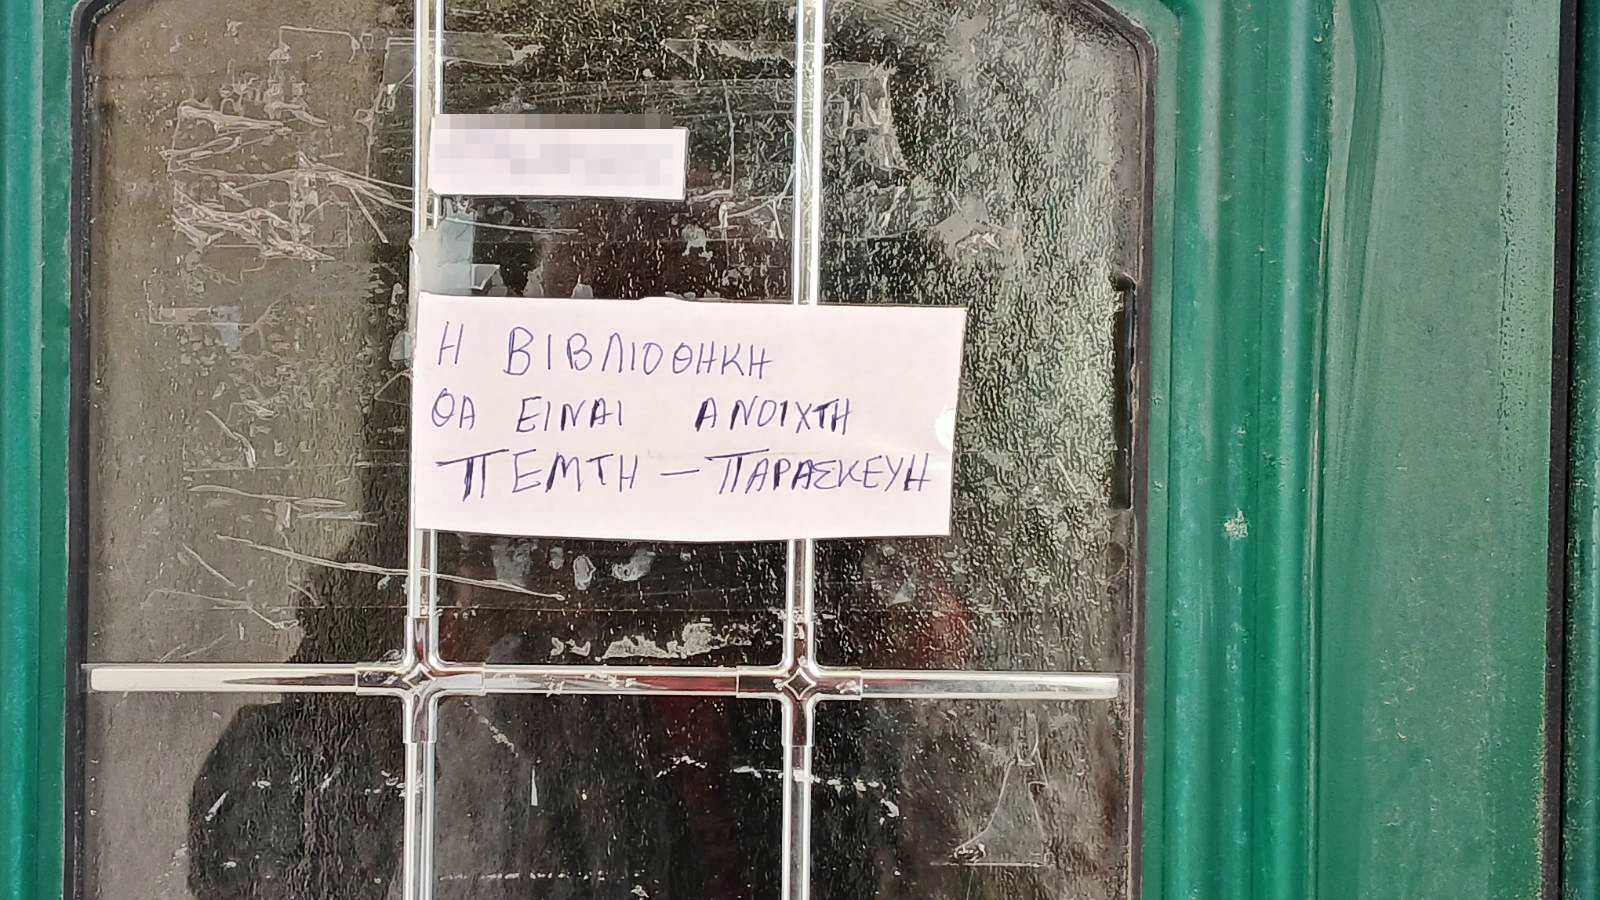 Η ΒΙΒΛΙΟΘΗΚΗ
ΘΑ ΕΙΝΑΙ ΑΝΟΙΧΤΗ
ΠΕΜΤΗ – ΠΑΡΑΣΚΕΥΗ